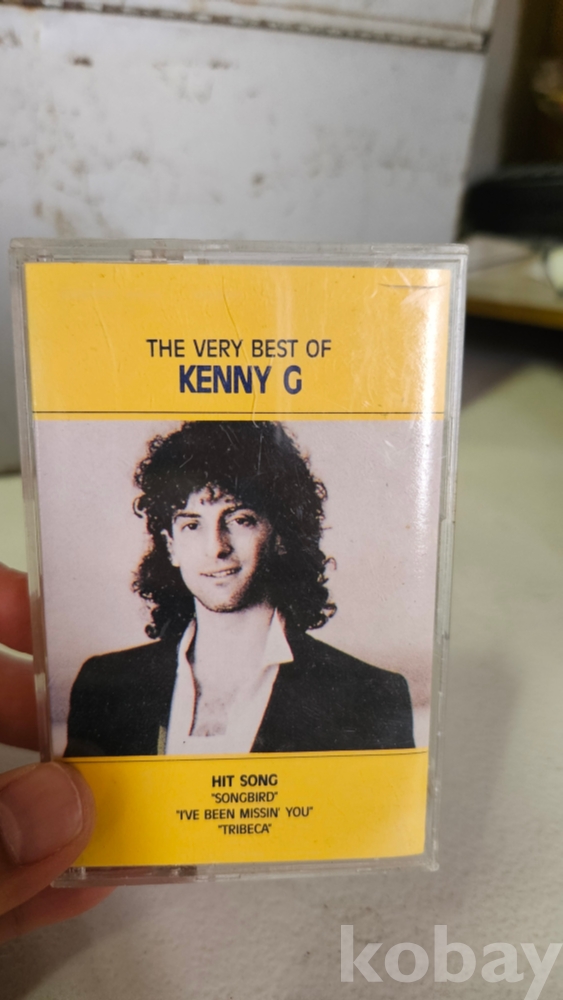 THE VERY BEST OF
KENNY G
HIT SONG
"SONGBIRD"
"I'VE BEEN MISSIN' YOU"
"TRIBECA"
kobay